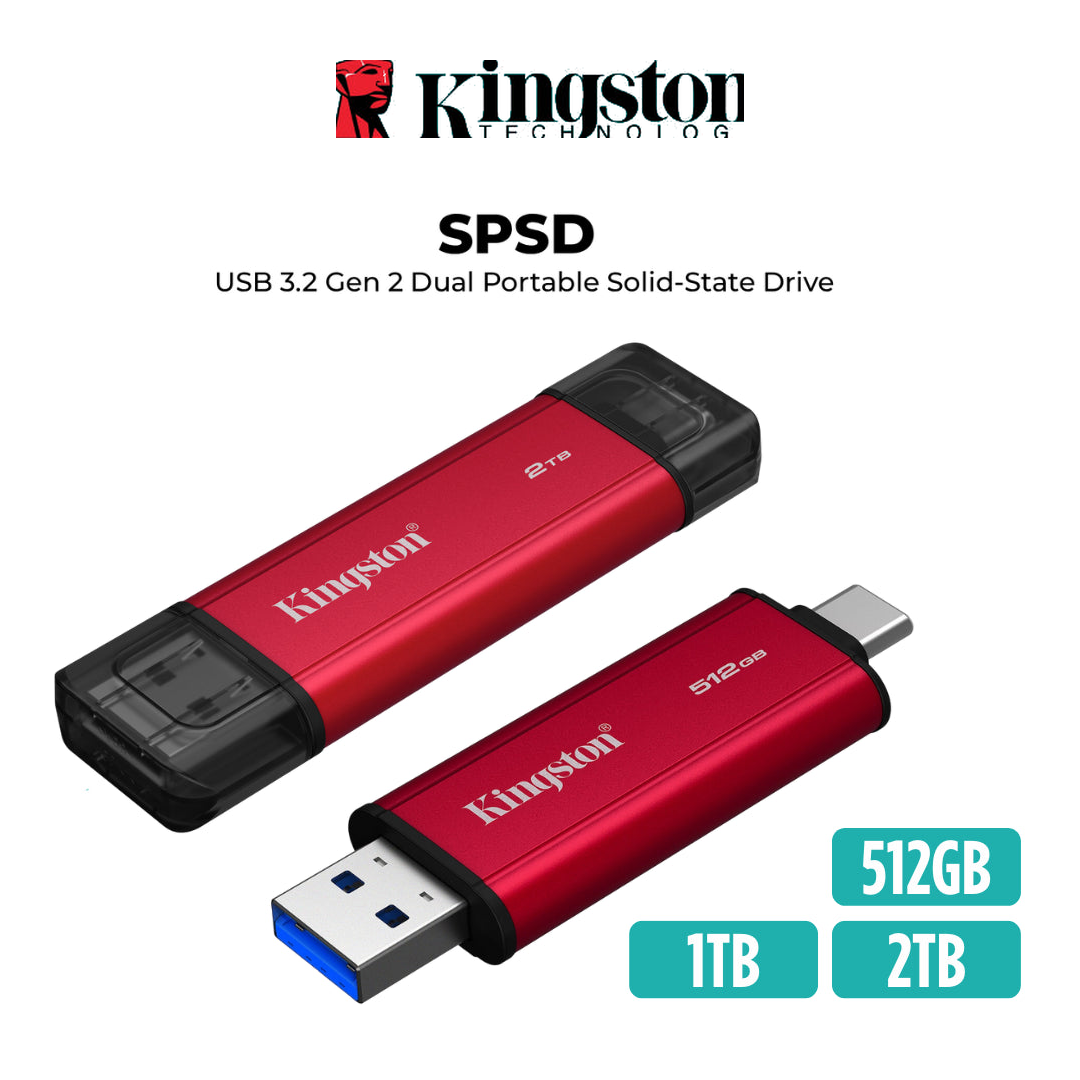 Kingston
TECHNOLOG
SPSD
USB 3.2 Gen 2 Dual Portable Solid-State Drive
2TB
Kingston®
512GB
Kingston®
512GB
1TB
2TB